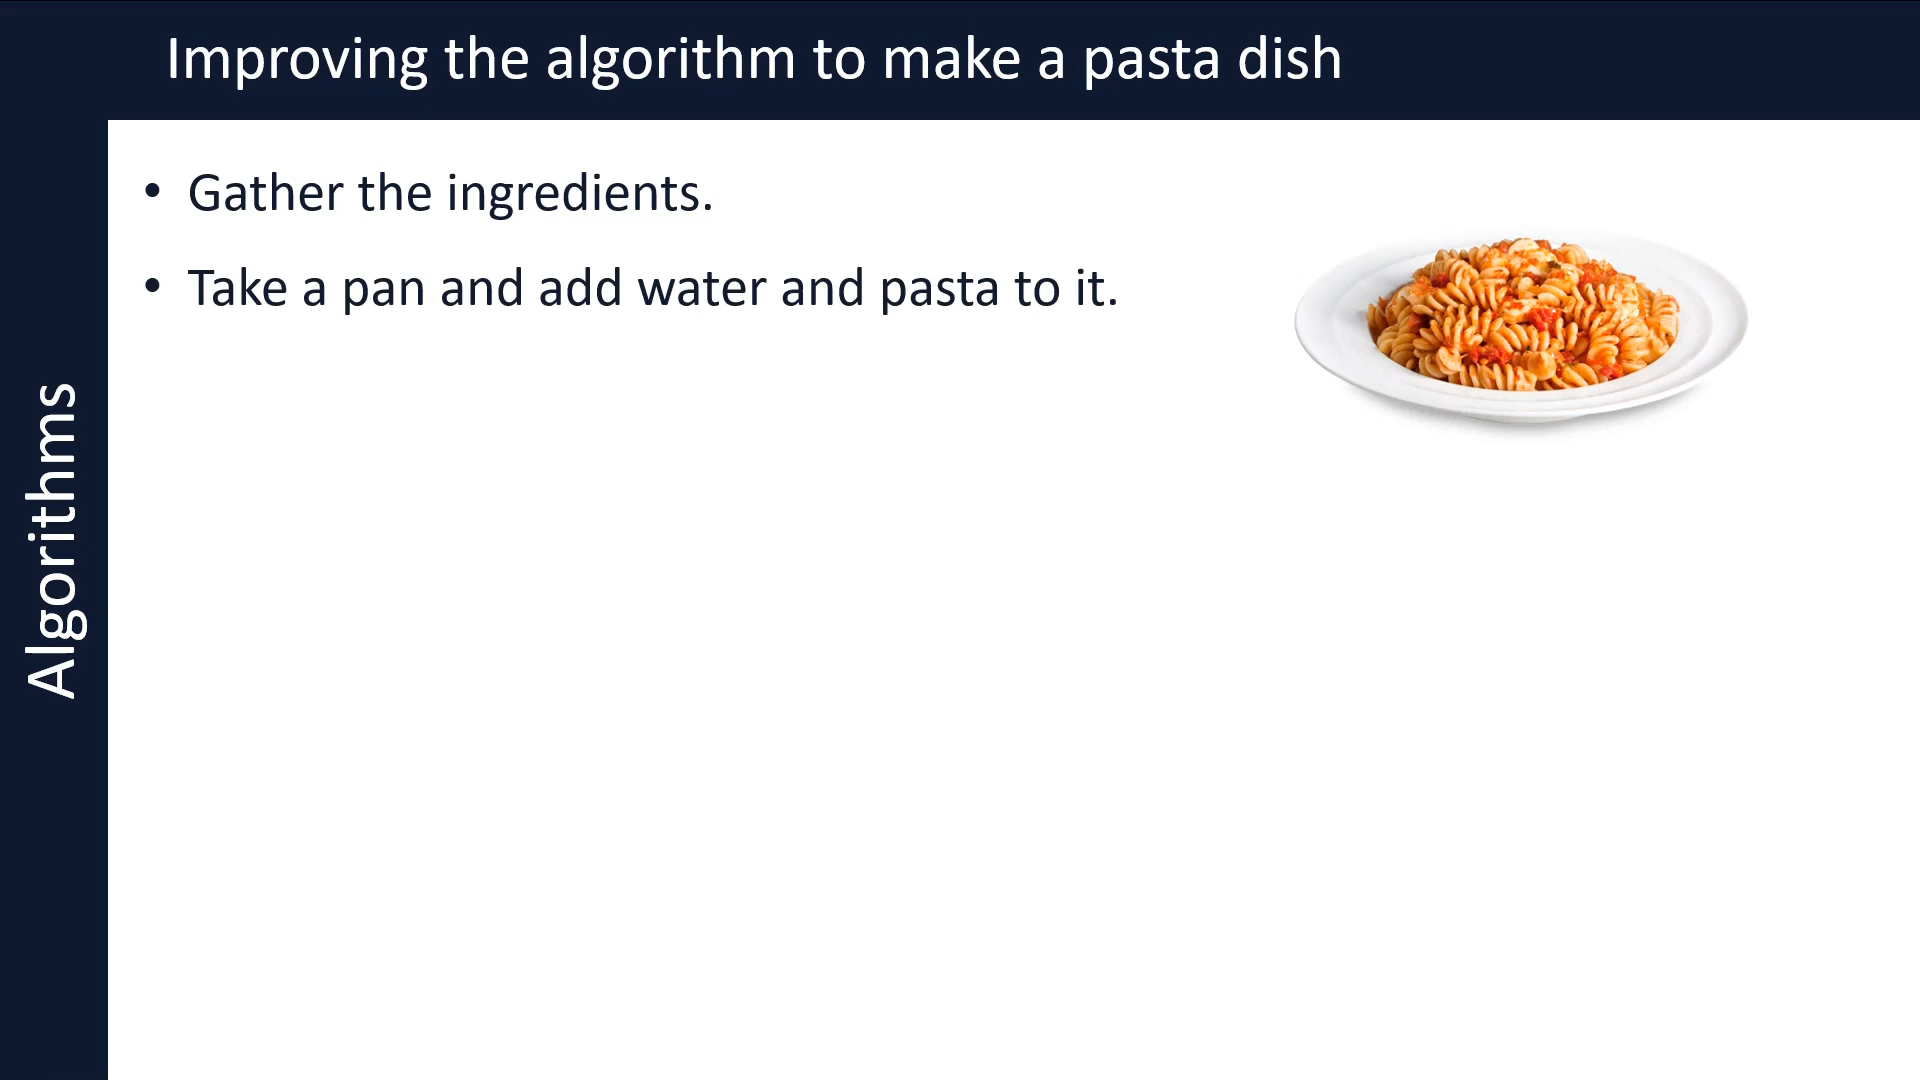 Improving the algorithm to make a pasta dish
• Gather the ingredients.
• Take a pan and add water and pasta to it.
Algorithms